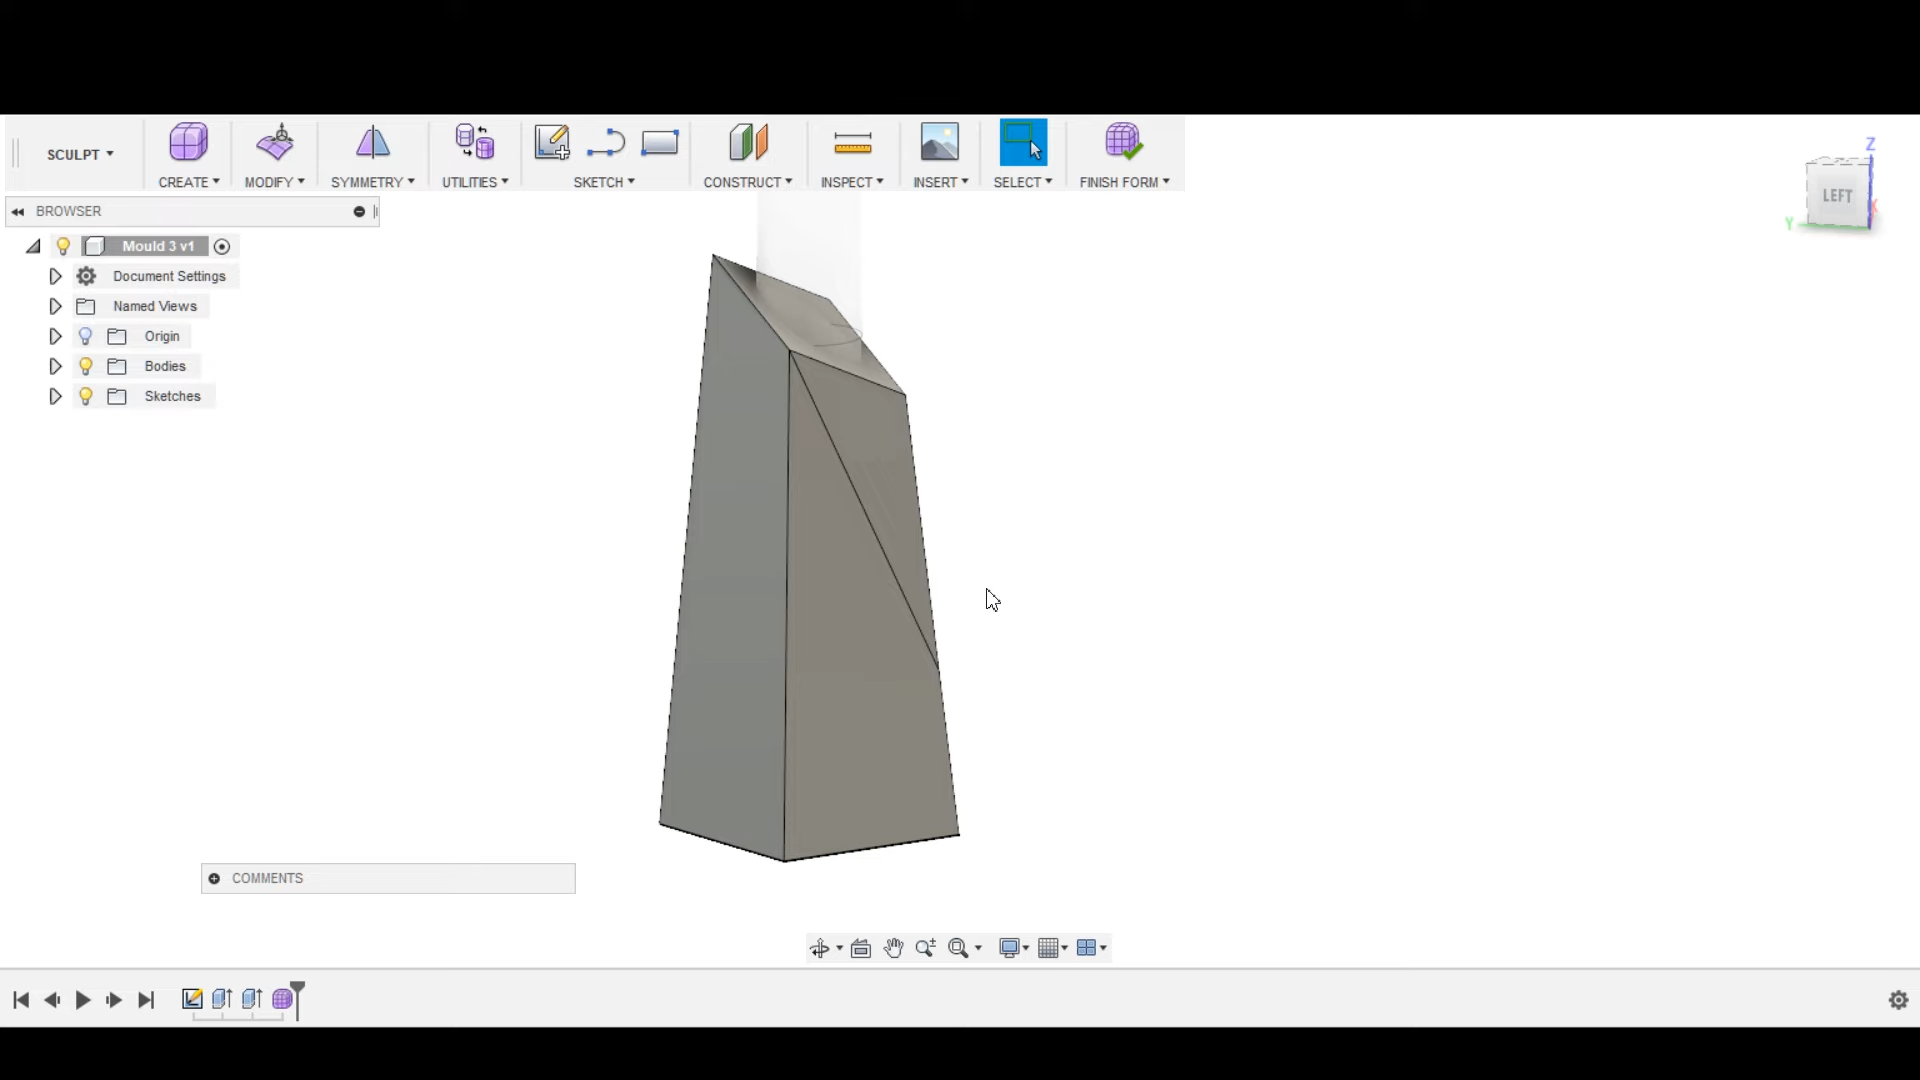 SCULPT
CREATE
MODIFY
SYMMETRY
UTILITIES
SKETCH
CONSTRUCT
INSPECT
INSERT
SELECT
FINISH FORM
BROWSER
Mould 3 v1
Document Settings
Named Views
Origin
Bodies
Sketches
Z
LEFT
X
Y
COMMENTS